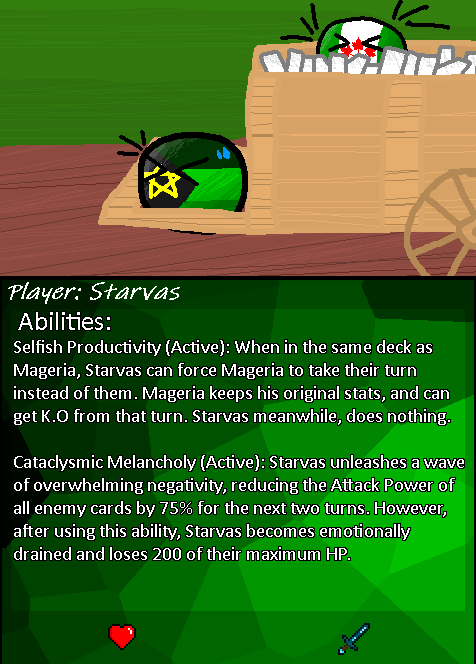 Player: Starvas
Abilities:
Selfish Productivity (Active): When in the same deck as
Mageria, Starvas can force Mageria to take their turn
instead of them. Mageria keeps his original stats, and can
get K.O from that turn. Starvas meanwhile, does nothing.
Cataclysmic Melancholy (Active): Starvas unleashes a wave
of overwhelming negativity, reducing the Attack Power of
all enemy cards by 75% for the next two turns. However,
after using this ability, Starvas becomes emotionally
drained and loses 200 of their maximum HP.